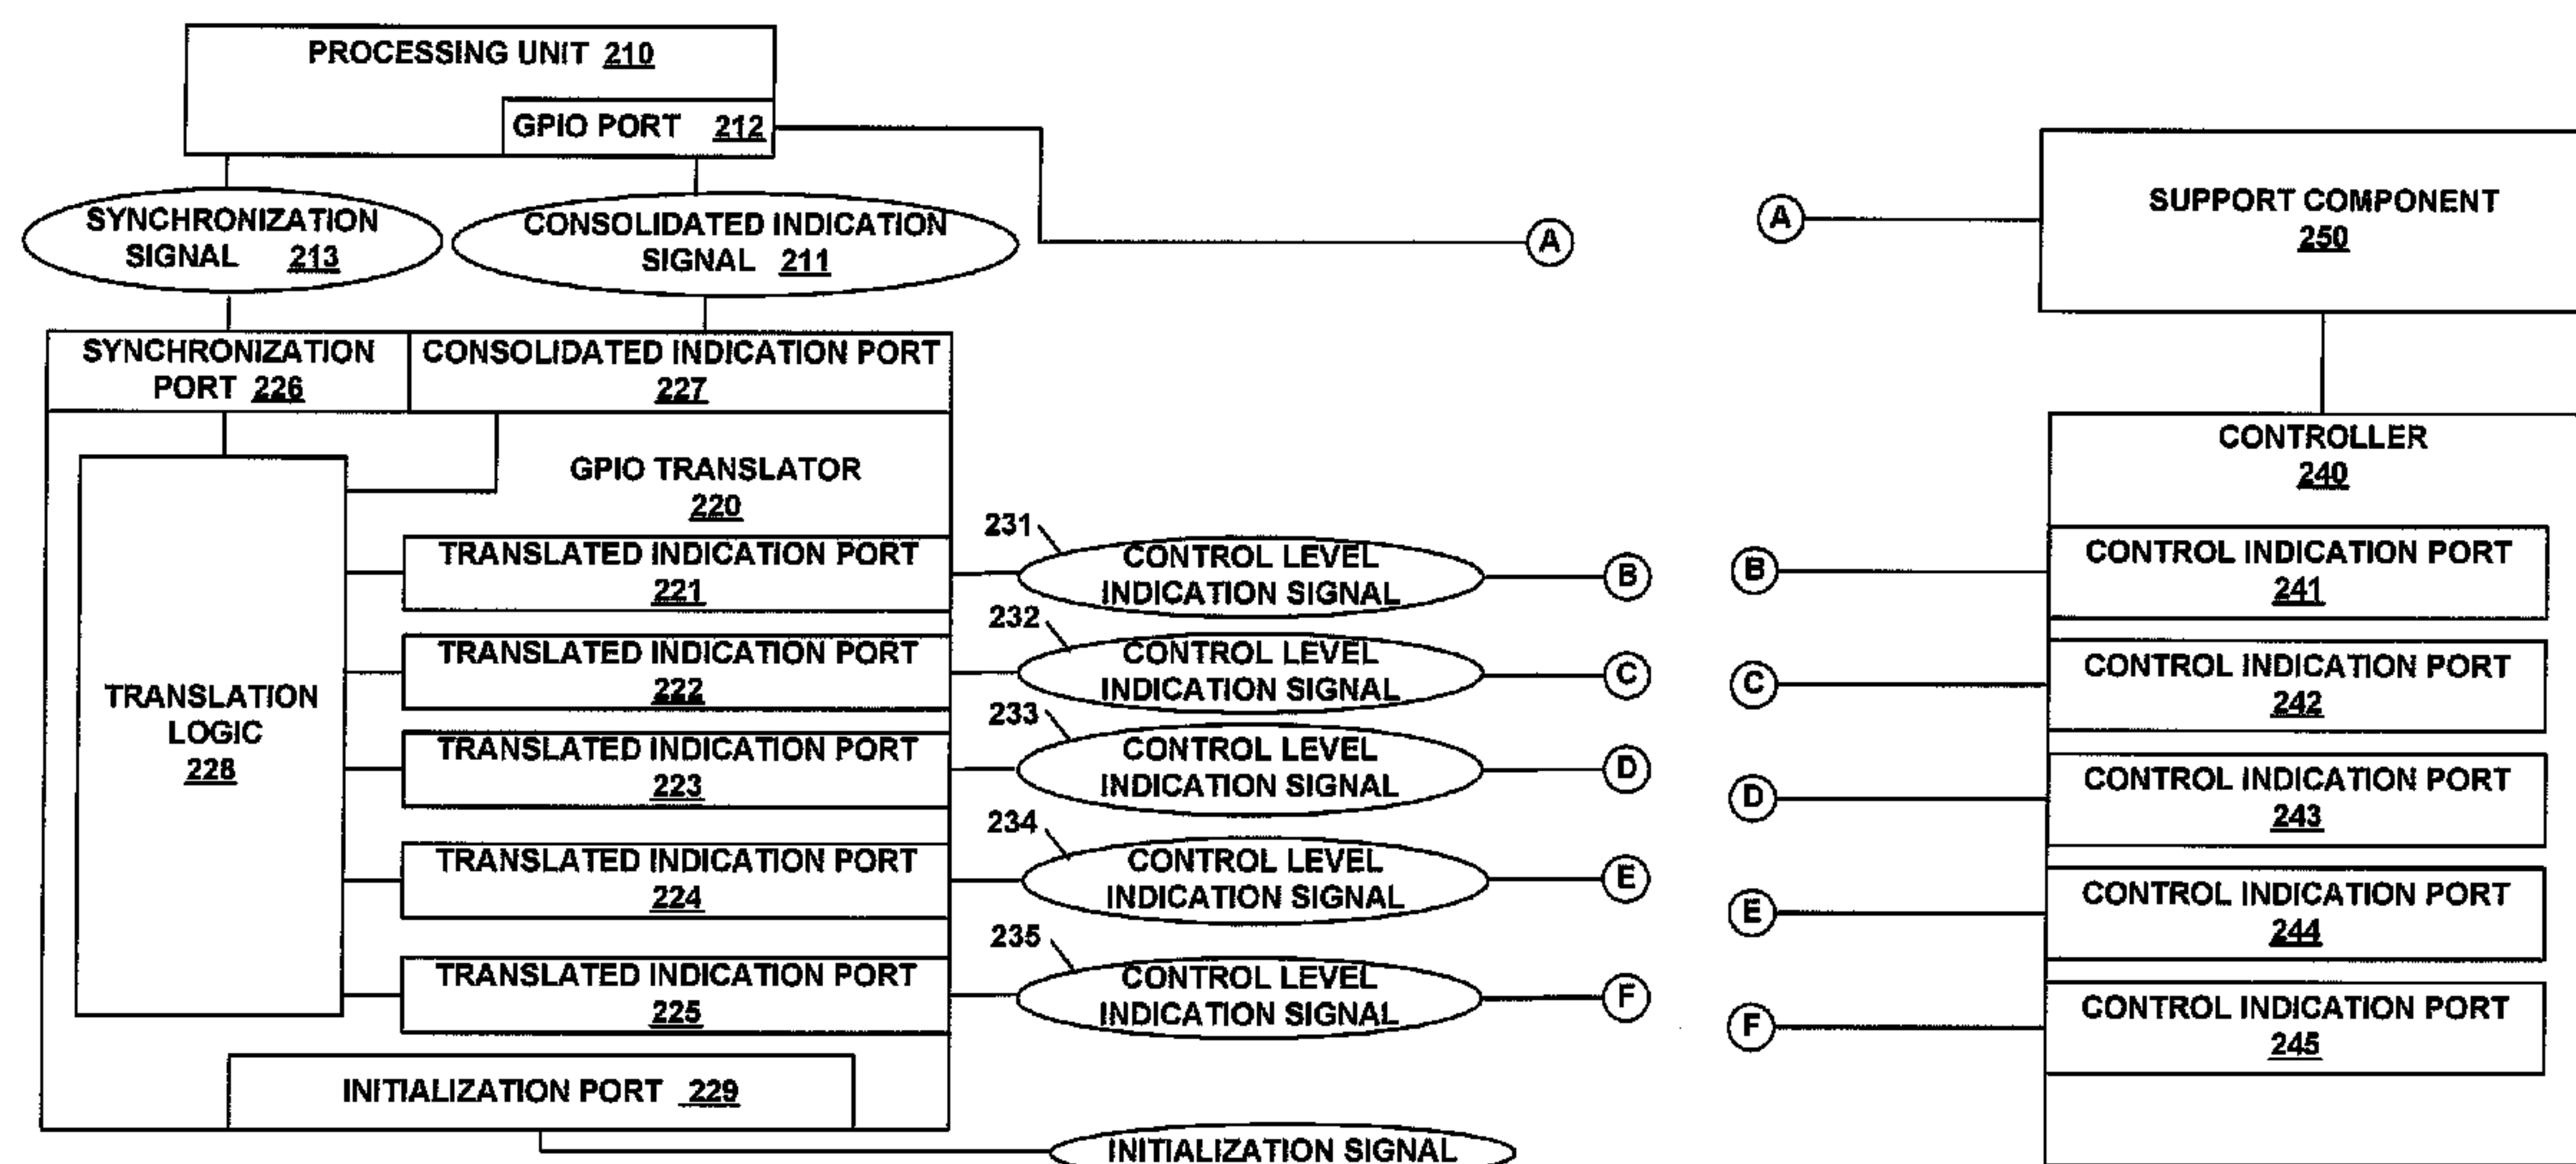 PROCESSING UNIT 210
GPIO PORT 212
SYNCHRONIZATION
SIGNAL 213
CONSOLIDATED INDICATION
SIGNAL 211
A
A
SUPPORT COMPONENT
250
SYNCHRONIZATION
PORT 226
CONSOLIDATED INDICATION PORT
227
GPIO TRANSLATOR
220
TRANSLATION
LOGIC
228
TRANSLATED INDICATION PORT
221
231
CONTROL LEVEL
INDICATION SIGNAL
B
TRANSLATED INDICATION PORT
222
232
CONTROL LEVEL
INDICATION SIGNAL
C
TRANSLATED INDICATION PORT
223
233
CONTROL LEVEL
INDICATION SIGNAL
D
TRANSLATED INDICATION PORT
224
234
CONTROL LEVEL
INDICATION SIGNAL
E
TRANSLATED INDICATION PORT
225
235
CONTROL LEVEL
INDICATION SIGNAL
F
INITIALIZATION PORT 229
INITIALIZATION SIGNAL
CONTROLLER
240
B
CONTROL INDICATION PORT
241
C
CONTROL INDICATION PORT
242
D
CONTROL INDICATION PORT
243
E
CONTROL INDICATION PORT
244
F
CONTROL INDICATION PORT
245